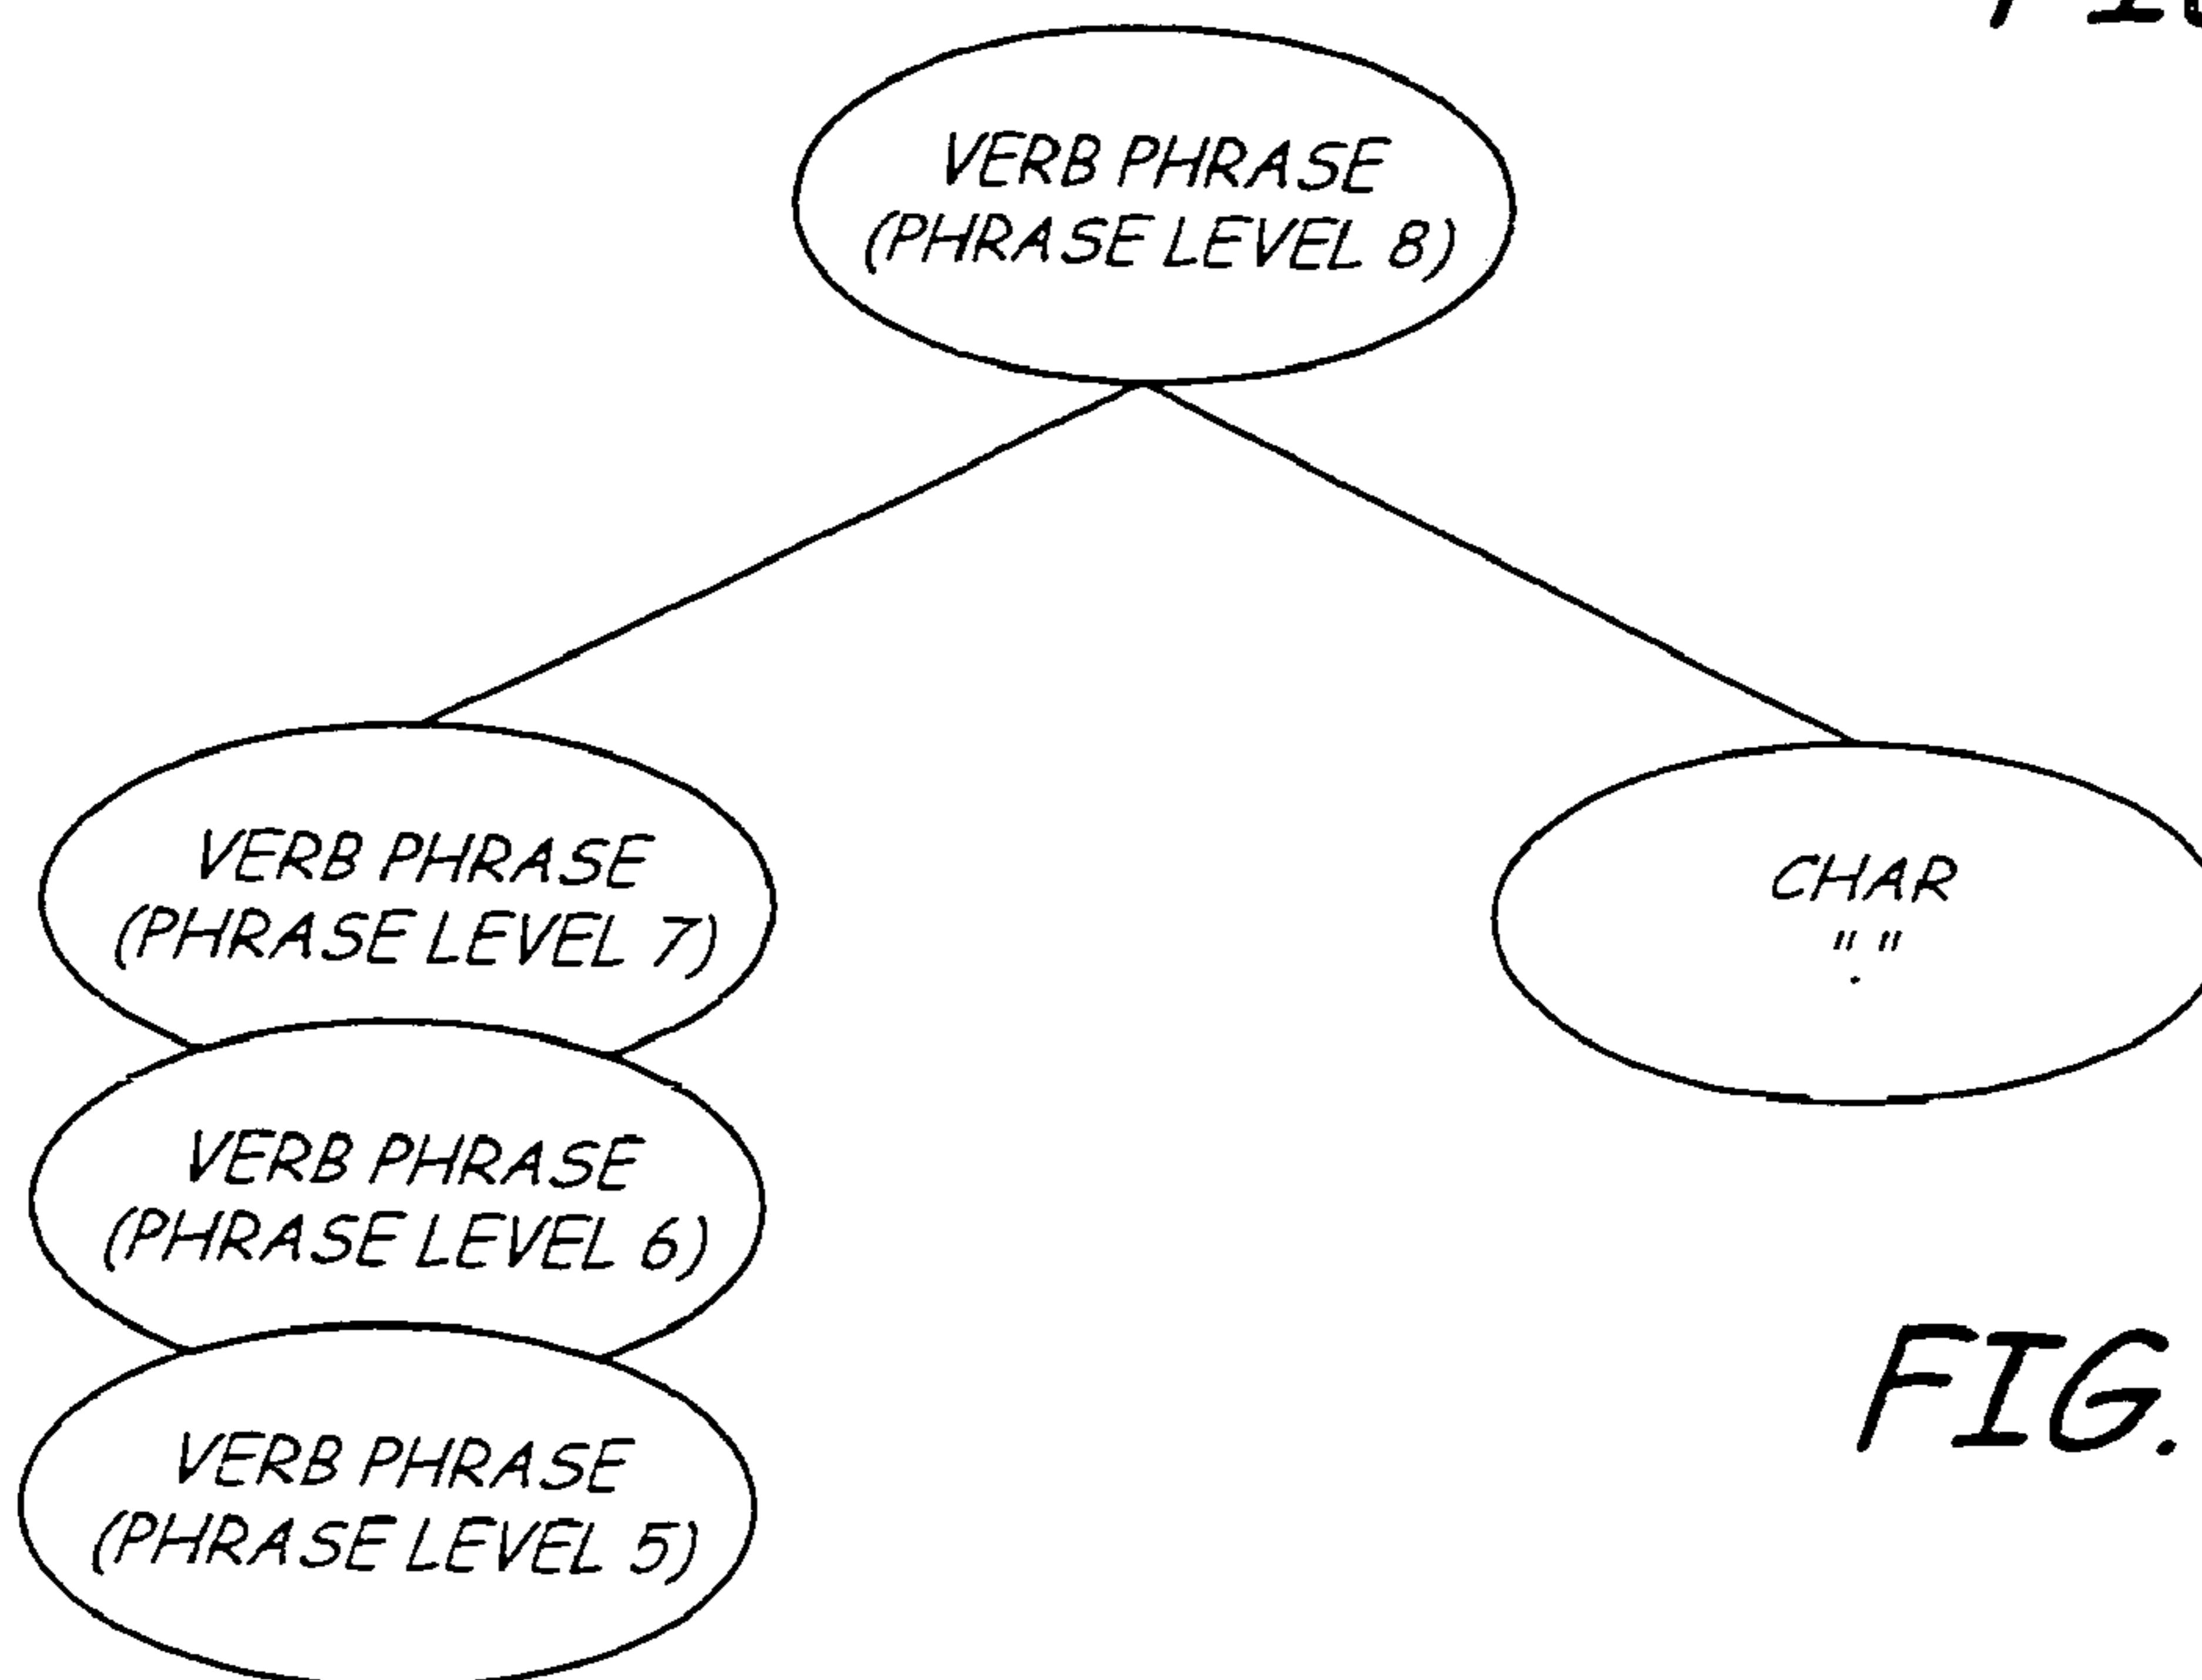 VERB PHRASE
(PHRASE LEVEL 8)
VERB PHRASE
(PHRASE LEVEL 7)
CHAR
" "
.
VERB PHRASE
(PHRASE LEVEL 6)
FIG.
VERB PHRASE
(PHRASE LEVEL 5)